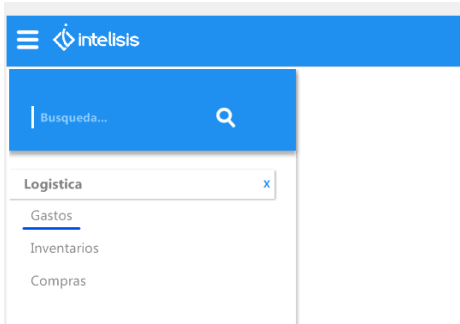 intelisis
Busqueda...
Logistica x
Gastos
Inventarios
Compras